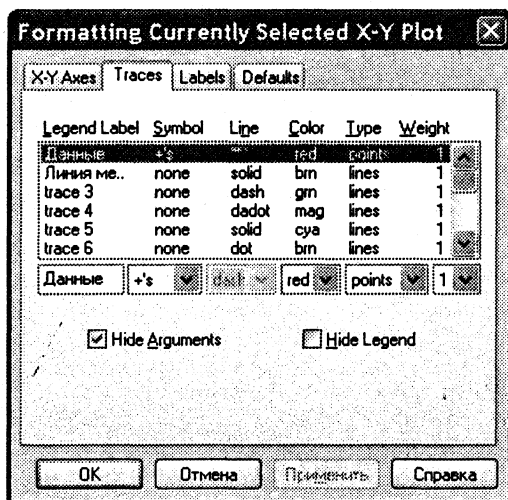 Formatting Currently Selected X-Y Plot
X-Y Axes Traces Labels Defaults
Legend Label Symbol Line Color Type Weight
Данные +'s red points 1
Линия ме.. none solid brn lines 1
trace 3 none dash grn lines 1
trace 4 none dadot mag lines 1
trace 5 none solid cya lines 1
trace 6 none dot brn lines 1
Данные +'s dash red points 1
Hide Arguments Hide Legend
OK Отмена Применить Справка